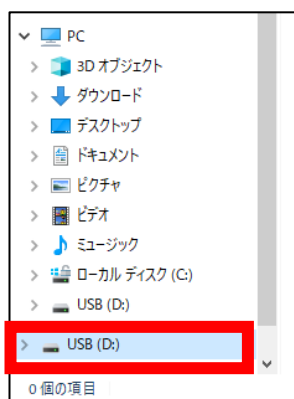 PC
3D オブジェクト
ダウンロード
デスクトップ
ドキュメント
ピクチャ
ビデオ
ミュージック
ローカル ディスク (C:)
USB (D:)
USB (D:)
0 個の項目